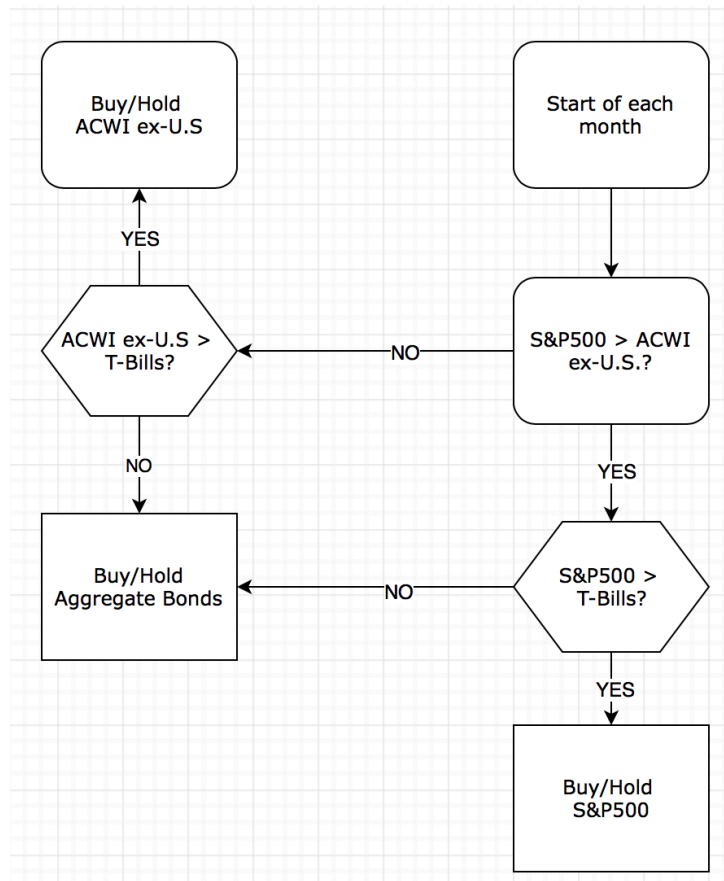 Buy/Hold
ACWI ex-U.S
Start of each
month
YES
ACWI ex-U.S >
T-Bills?
NO
S&P500 > ACWI
ex-U.S.?
NO
YES
Buy/Hold
Aggregate Bonds
NO
S&P500 >
T-Bills?
YES
Buy/Hold
S&P500